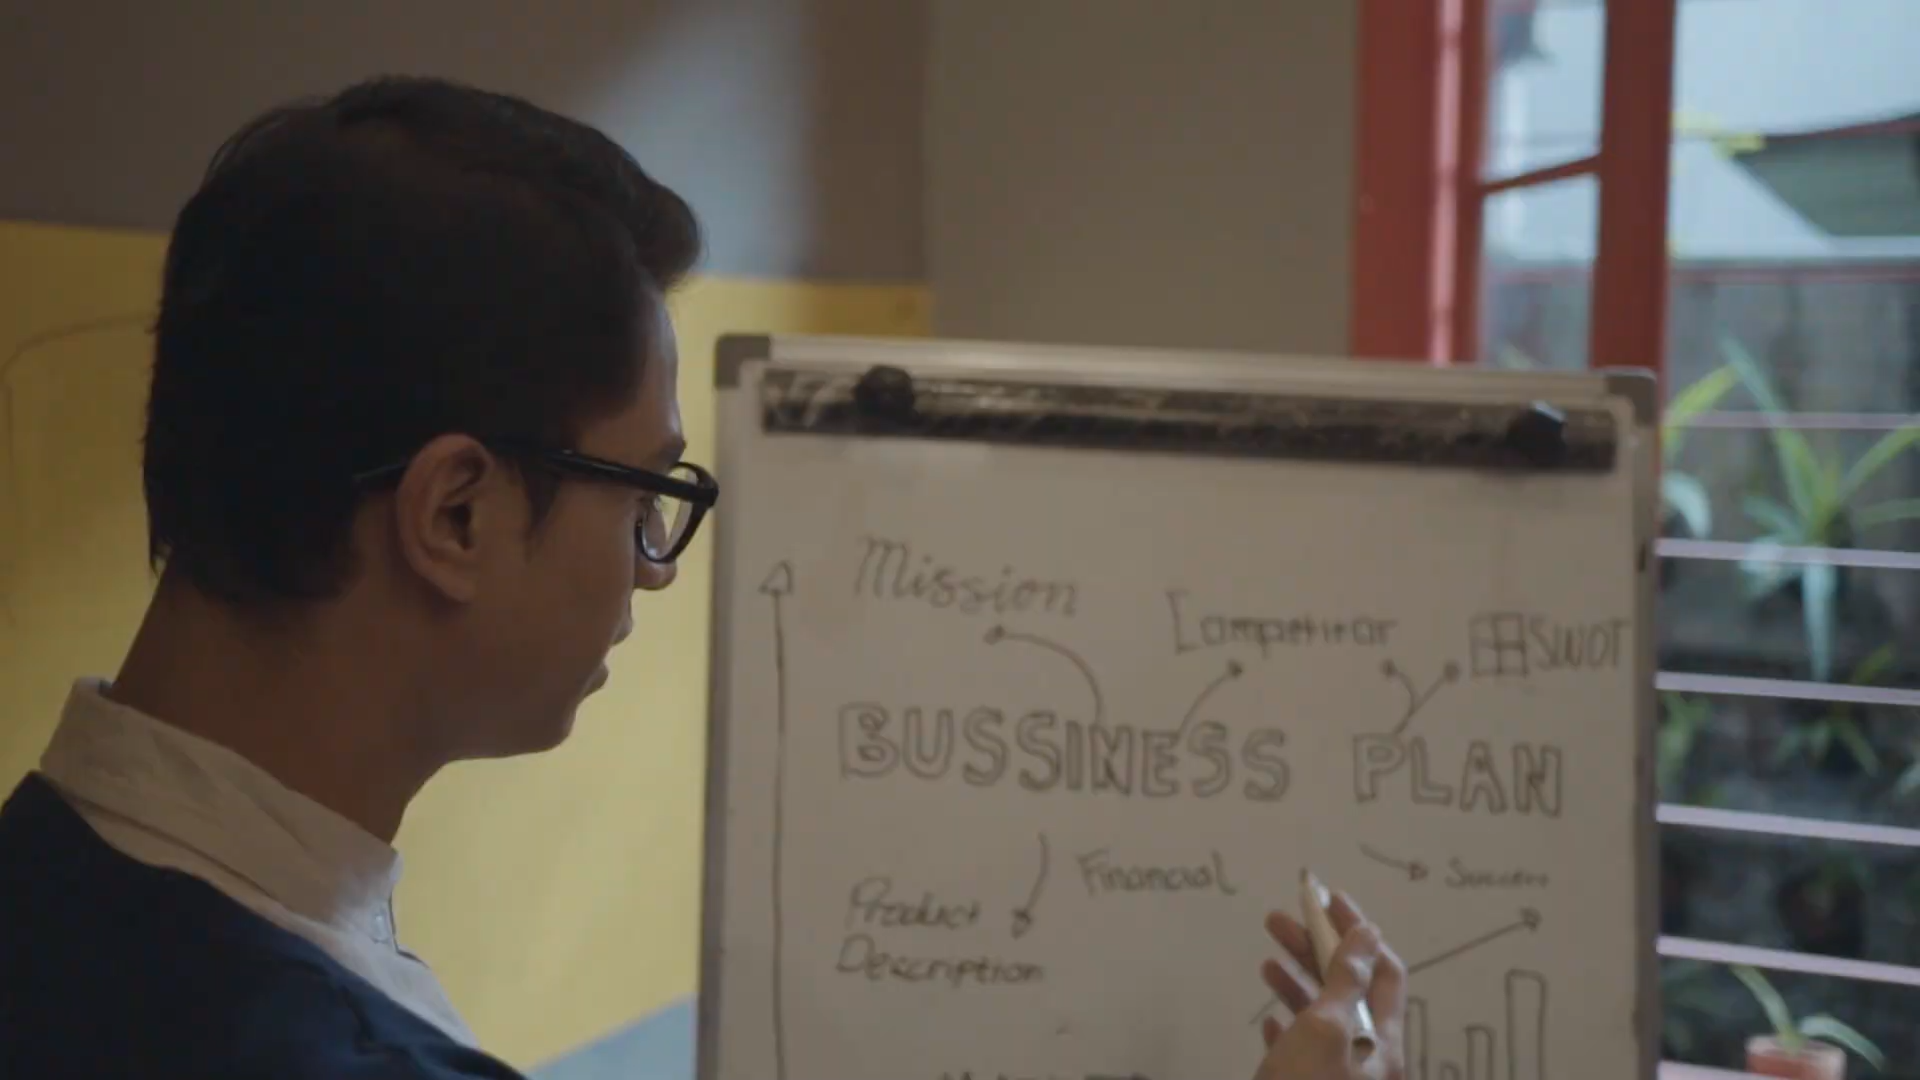 Mission
Competitor
SWOT
BUSSINESS PLAN
Financial
Success
Product
Description